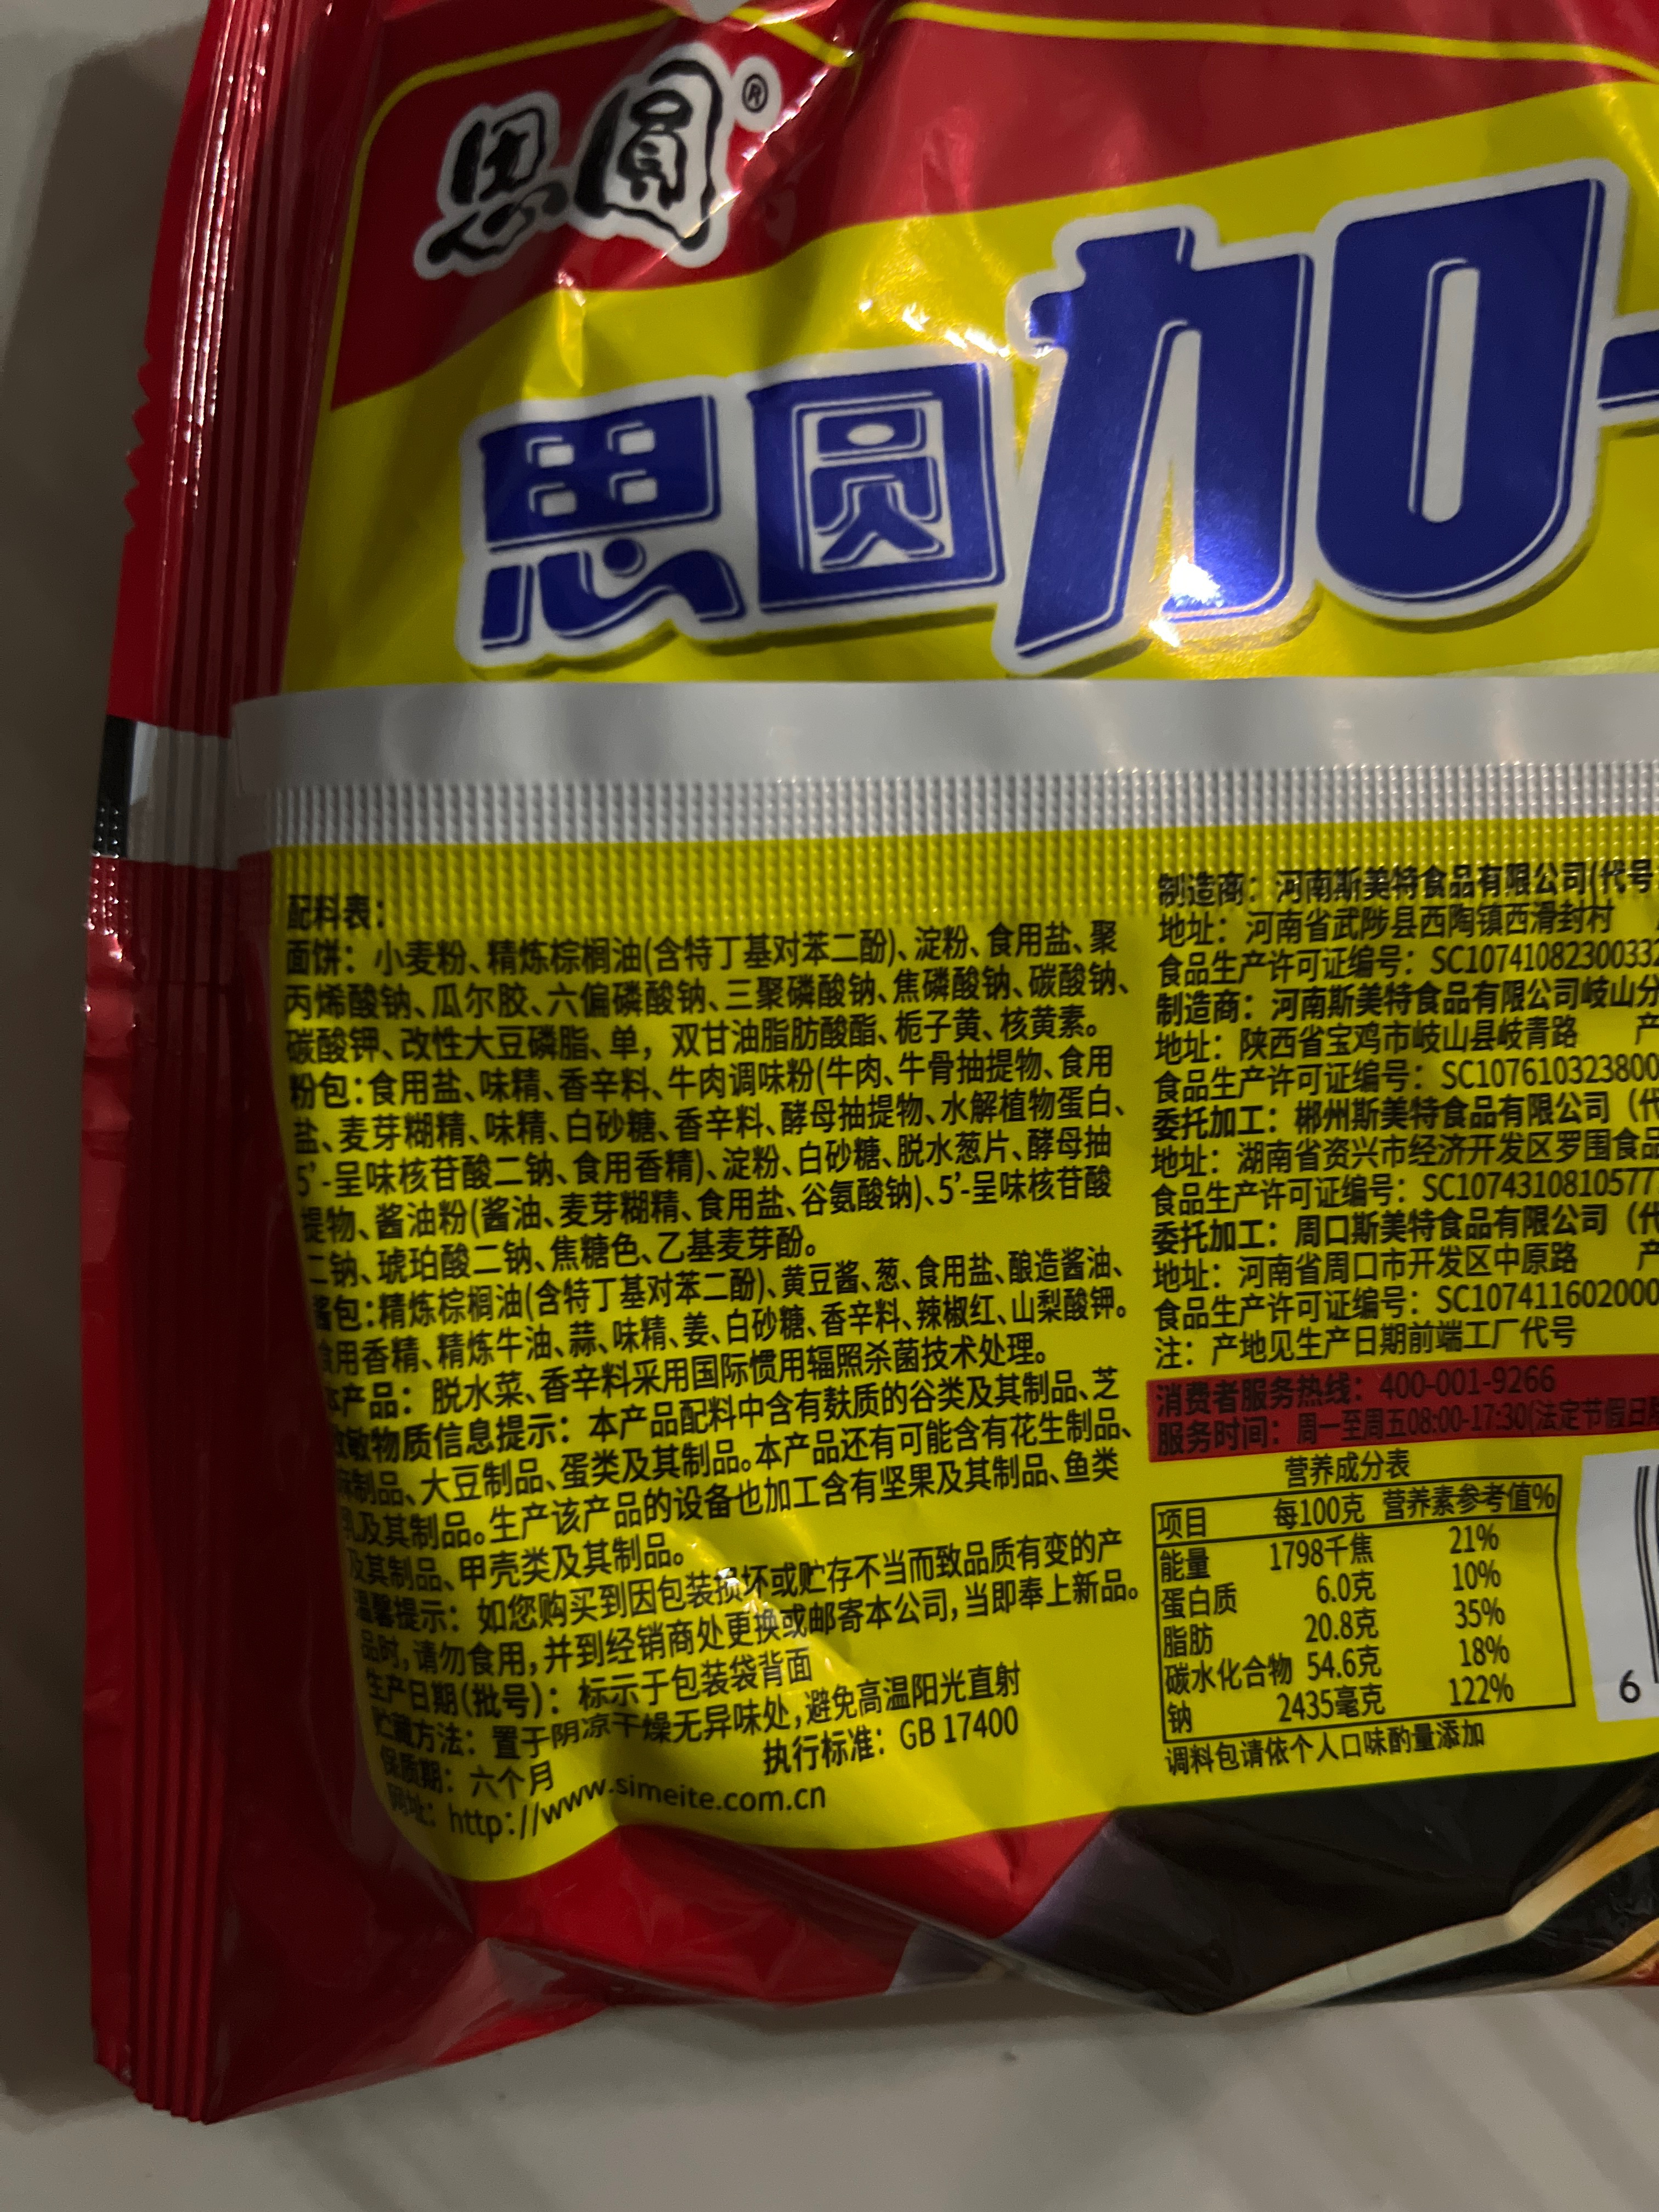 思圓®
思圆加
配料表：
面饼：小麦粉、精炼棕榈油(含特丁基对苯二酚)、淀粉、食用盐、聚
丙烯酸钠、瓜尔胶、六偏磷酸钠、三聚磷酸钠、焦磷酸钠、碳酸钠、
碳酸钾、改性大豆磷脂、单，双甘油脂肪酸酯、栀子黄、核黄素。
粉包：食用盐、味精、香辛料、牛肉调味粉(牛肉、牛骨抽提物、食用
盐、麦芽糊精、味精、白砂糖、香辛料、酵母抽提物、水解植物蛋白、
5’-呈味核苷酸二钠、食用香精)、淀粉、白砂糖、脱水葱片、酵母抽
提物、酱油粉(酱油、麦芽糊精、食用盐、谷氨酸钠)、5’-呈味核苷酸
二钠、琥珀酸二钠、焦糖色、乙基麦芽酚。
酱包：精炼棕榈油(含特丁基对苯二酚)、黄豆酱、葱、食用盐、酿造酱油、
食用香精、精炼牛油、蒜、味精、姜、白砂糖、香辛料、辣椒红、山梨酸钾。
本产品：脱水菜、香辛料采用国际惯用辐照杀菌技术处理。
敏物质信息提示：本产品配料中含有麸质的谷类及其制品、芝
麻制品、大豆制品、蛋类及其制品。本产品还有可能含有花生制品、
乳及其制品。生产该产品的设备也加工含有坚果及其制品、鱼类
及其制品、甲壳类及其制品。
温馨提示：如您购买到因包装损坏或贮存不当而致品质有变的产
品时，请勿食用，并到经销商处更换或邮寄本公司，当即奉上新品。
生产日期(批号)：标示于包装袋背面
贮藏方法：置于阴凉干燥无异味处，避免高温阳光直射
保质期：六个月 执行标准：GB 17400
网址：http://www.simeite.com.cn
制造商：河南斯美特食品有限公司(代号
地址：河南省武陟县西陶镇西滑封村
食品生产许可证编号：SC1074108230033
制造商：河南斯美特食品有限公司岐山分
地址：陕西省宝鸡市岐山县岐青路 产
食品生产许可证编号：SC107610323800
委托加工：郴州斯美特食品有限公司（代
地址：湖南省资兴市经济开发区罗围食品
食品生产许可证编号：SC10743108105777
委托加工：周口斯美特食品有限公司（代
地址：河南省周口市开发区中原路 产
食品生产许可证编号：SC107411602000
注：产地见生产日期前端工厂代号
消费者服务热线：400-001-9266
服务时间：周一至周五08:00-17:30(法定节假日
营养成分表
项目 每100克 营养素参考值%
能量 1798千焦 21%
蛋白质 6.0克 10%
脂肪 20.8克 35%
碳水化合物 54.6克 18%
钠 2435毫克 122%
调料包请依个人口味酌量添加
6